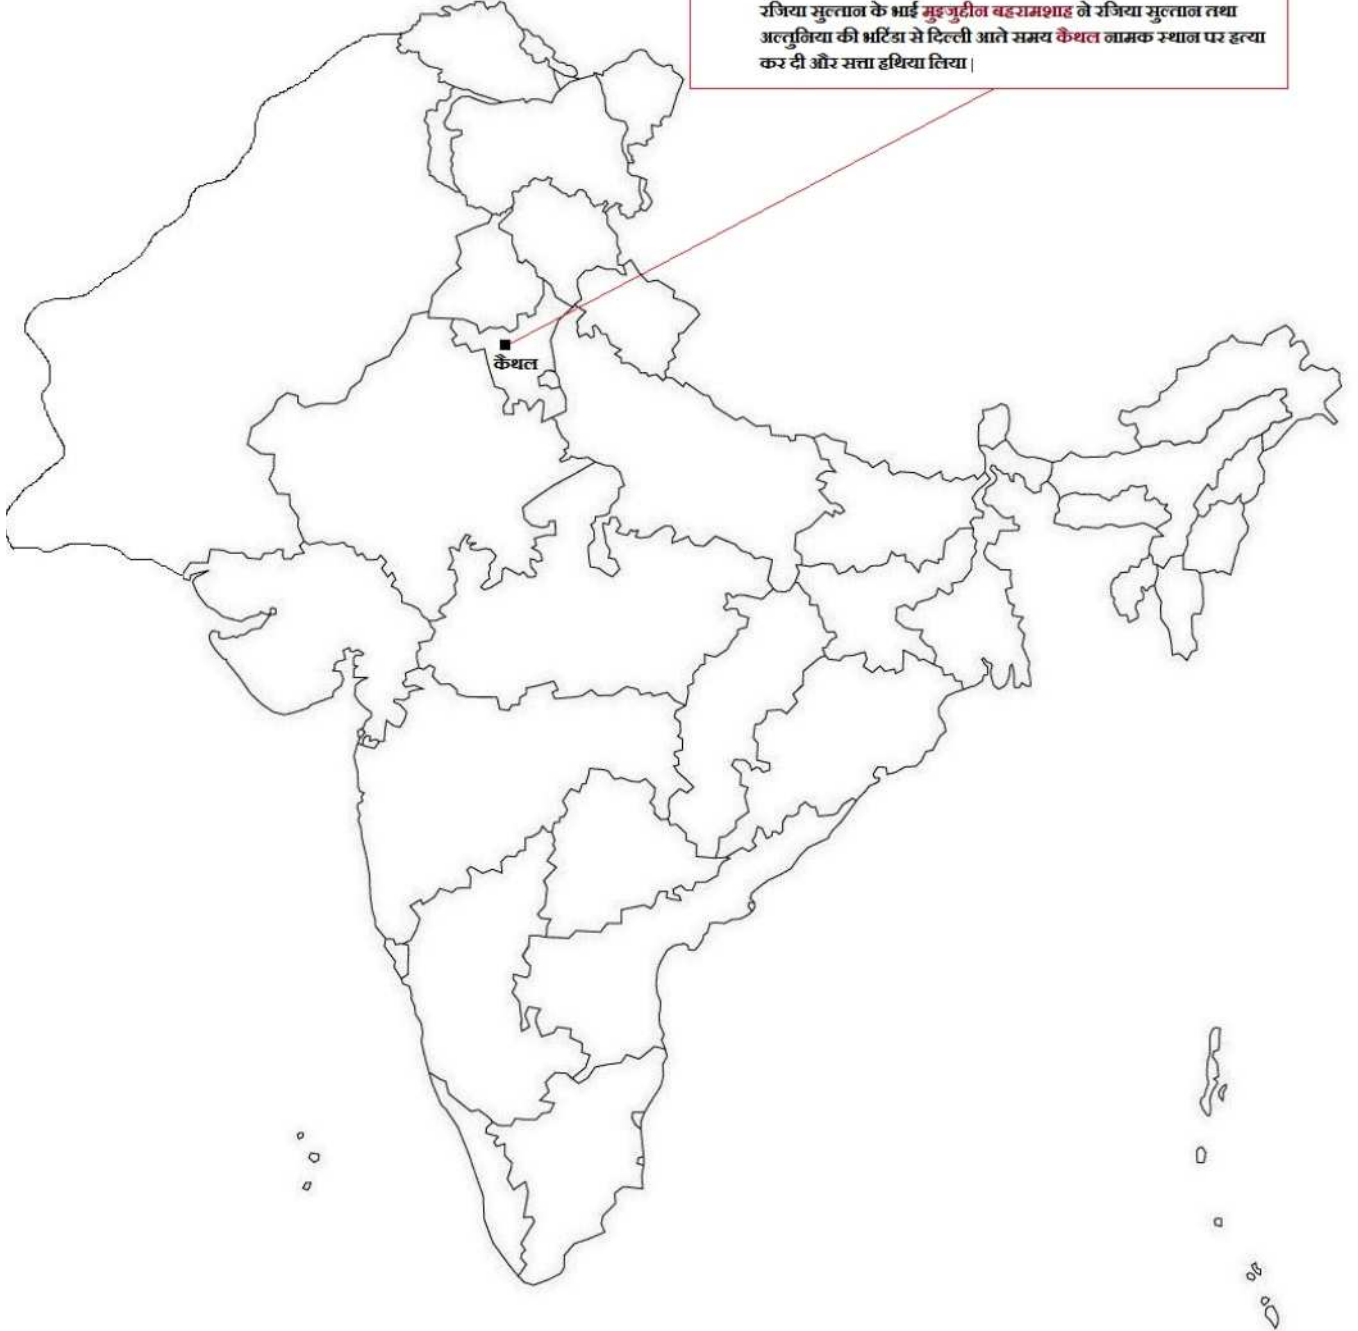 रजिया सुल्तान के भाई मुइजुद्दीन बहरामशाह ने रजिया सुल्तान तथा
अल्तुनिया की भटिंडा से दिल्ली आते समय कैथल नामक स्थान पर हत्या
कर दी और सत्ता हथिया लिया |
कैथल